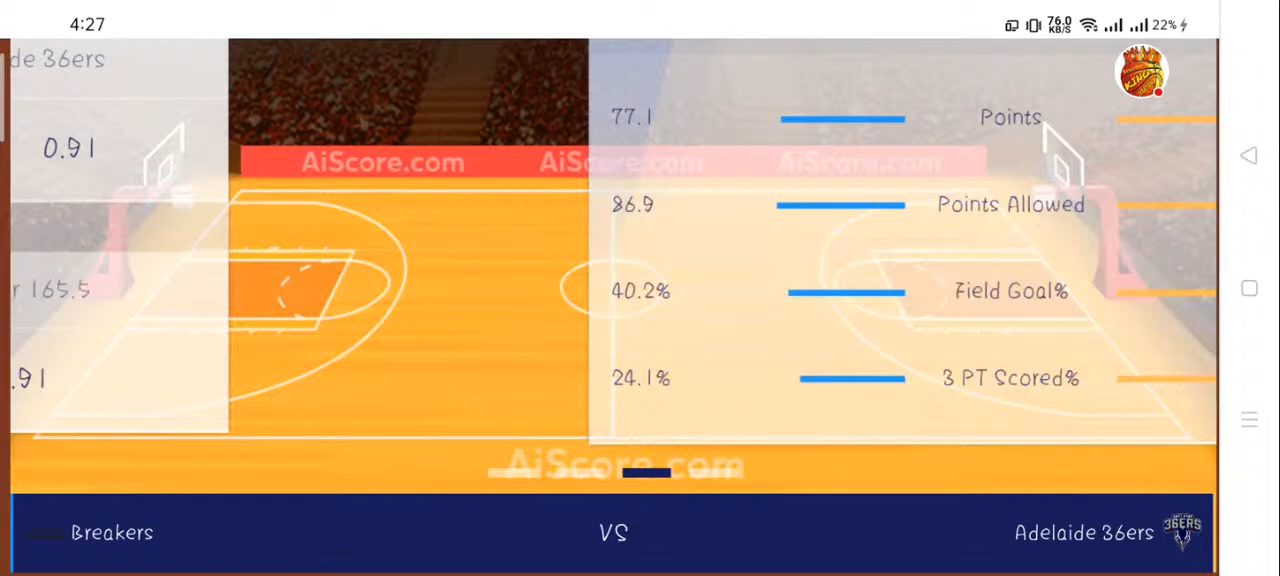 4:27
76.0 KB/S 22%
de 36ers
0.91
r 165.5
.91
AiScore.com AiScore.com AiScore.com
77.1 Points
86.9 Points Allowed
40.2% Field Goal%
24.1% 3 PT Scored%
KINGS
AiScore.com
Breakers VS Adelaide 36ers
36ERS